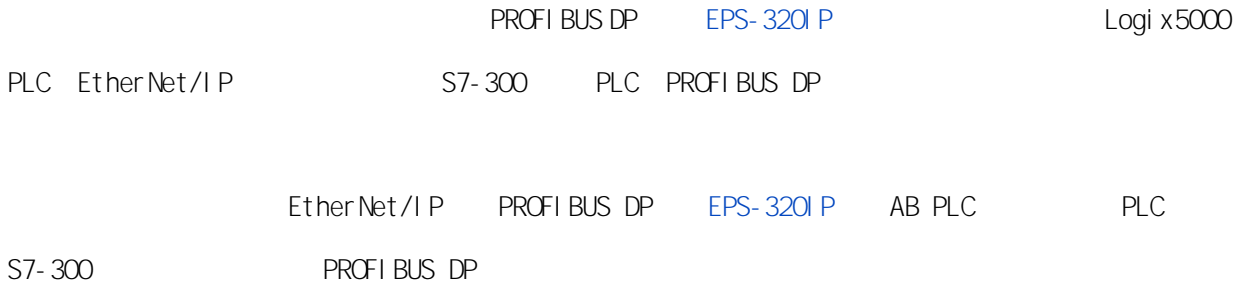 PROFIBUS DP EPS-320IP Logix5000
PLC EtherNet/IP S7-300 PLC PROFIBUS DP
EtherNet/IP PROFIBUS DP EPS-320IP AB PLC PLC
S7-300 PROFIBUS DP